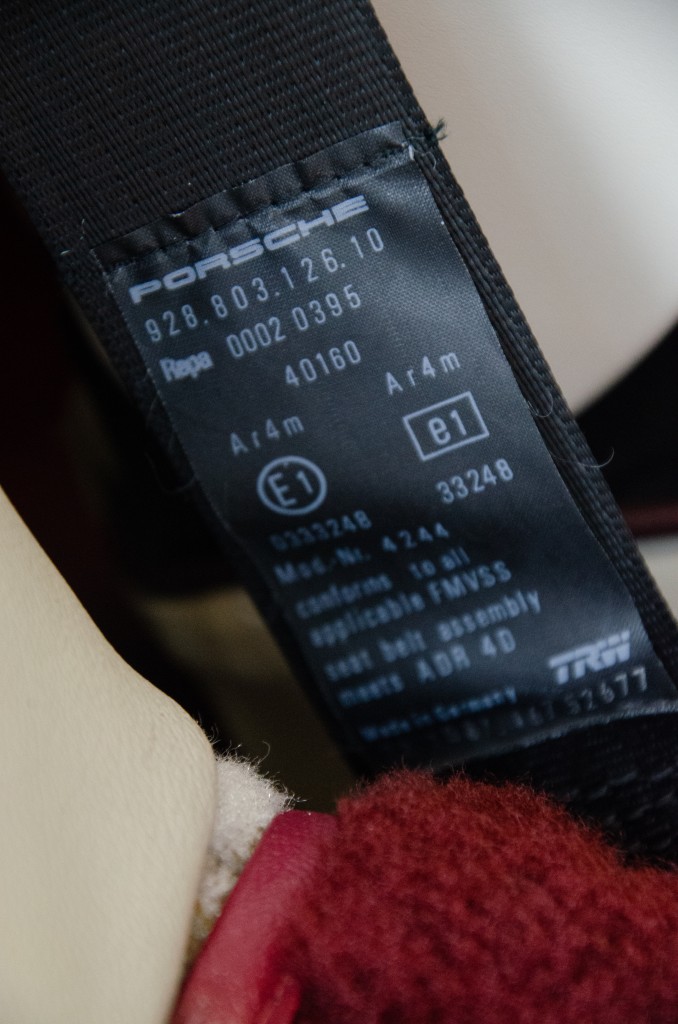 PORSCHE
928.803.126.10
Repa 0002 0395
40160
Ar4m Ar4m
E1 e1
0333248 33248
Mod.-Nr. 4244
conforms to all
applicable FMVSS
seat belt assembly
meets ADR 4D
TRW
Made in Germany